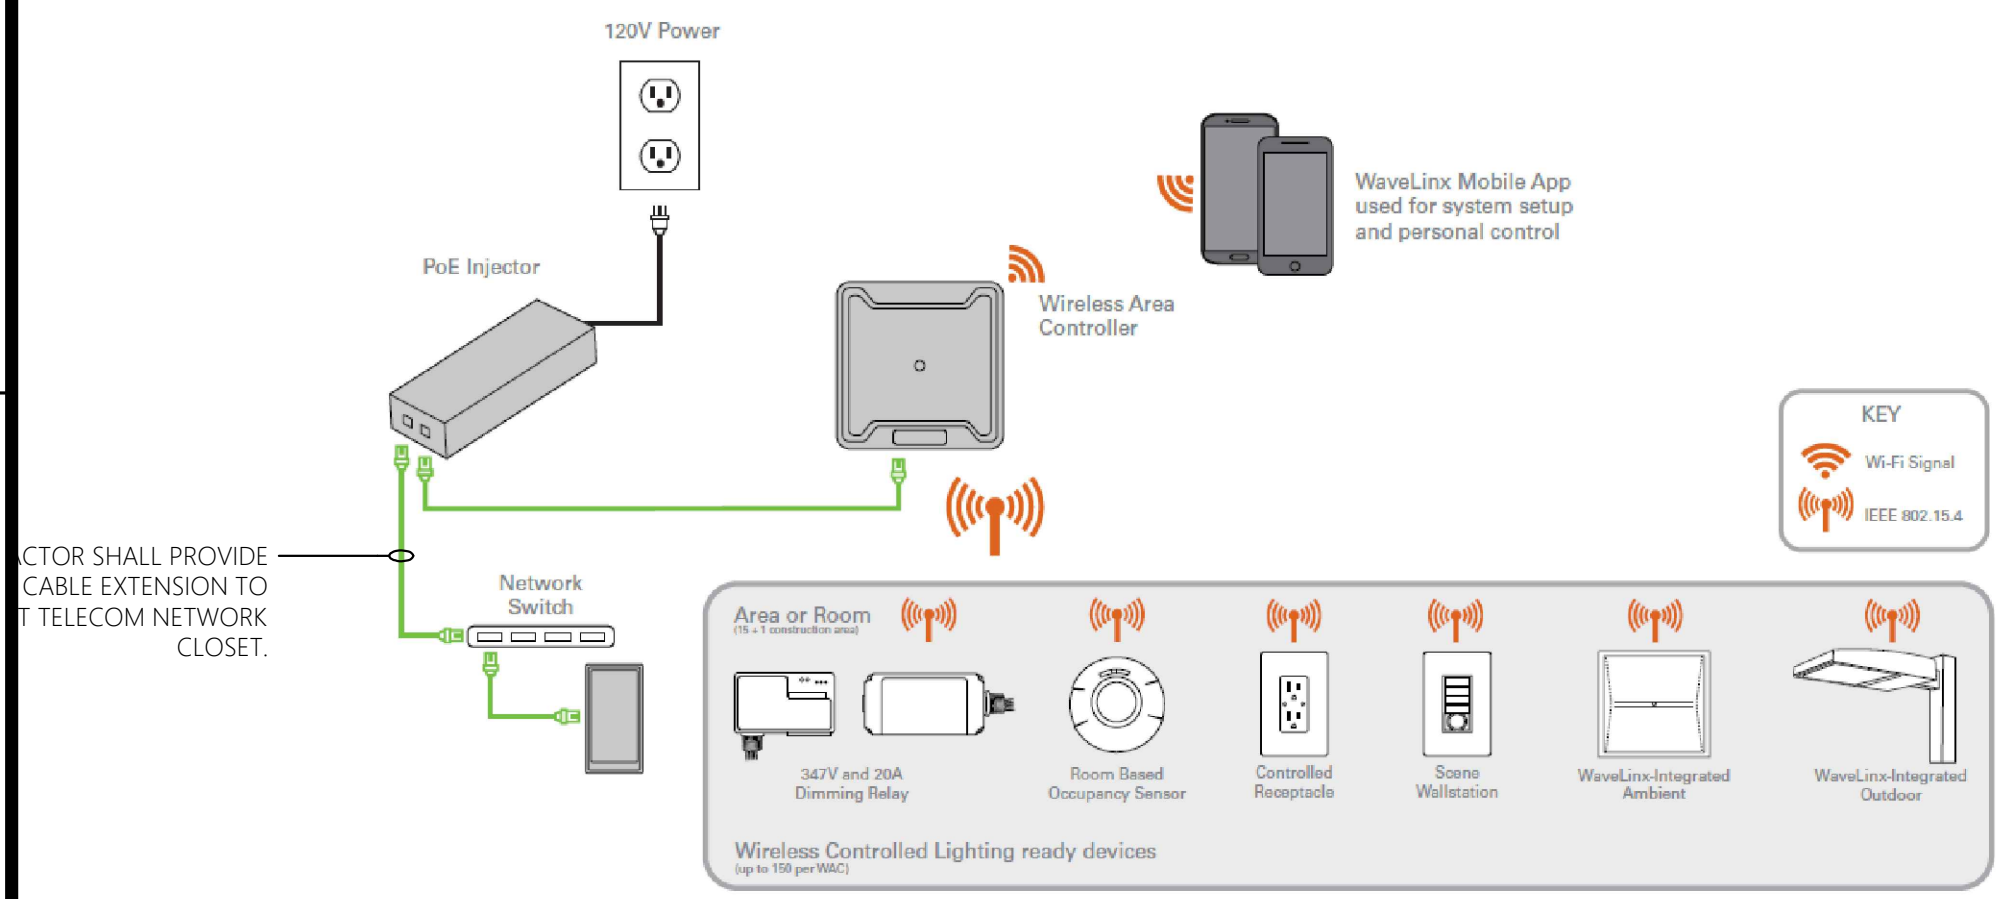 120V Power
PoE Injector
WaveLinx Mobile App
used for system setup
and personal control
Wireless Area
Controller
KEY
Wi-Fi Signal
IEEE 802.15.4
ACTOR SHALL PROVIDE
CABLE EXTENSION TO
T TELECOM NETWORK
CLOSET.
Network
Switch
Area or Room
(15 + 1 construction area)
347V and 20A
Dimming Relay
Room Based
Occupancy Sensor
Controlled
Receptacle
Scene
Wallstation
WaveLinx-Integrated
Ambient
WaveLinx-Integrated
Outdoor
Wireless Controlled Lighting ready devices
(up to 150 per WAC)